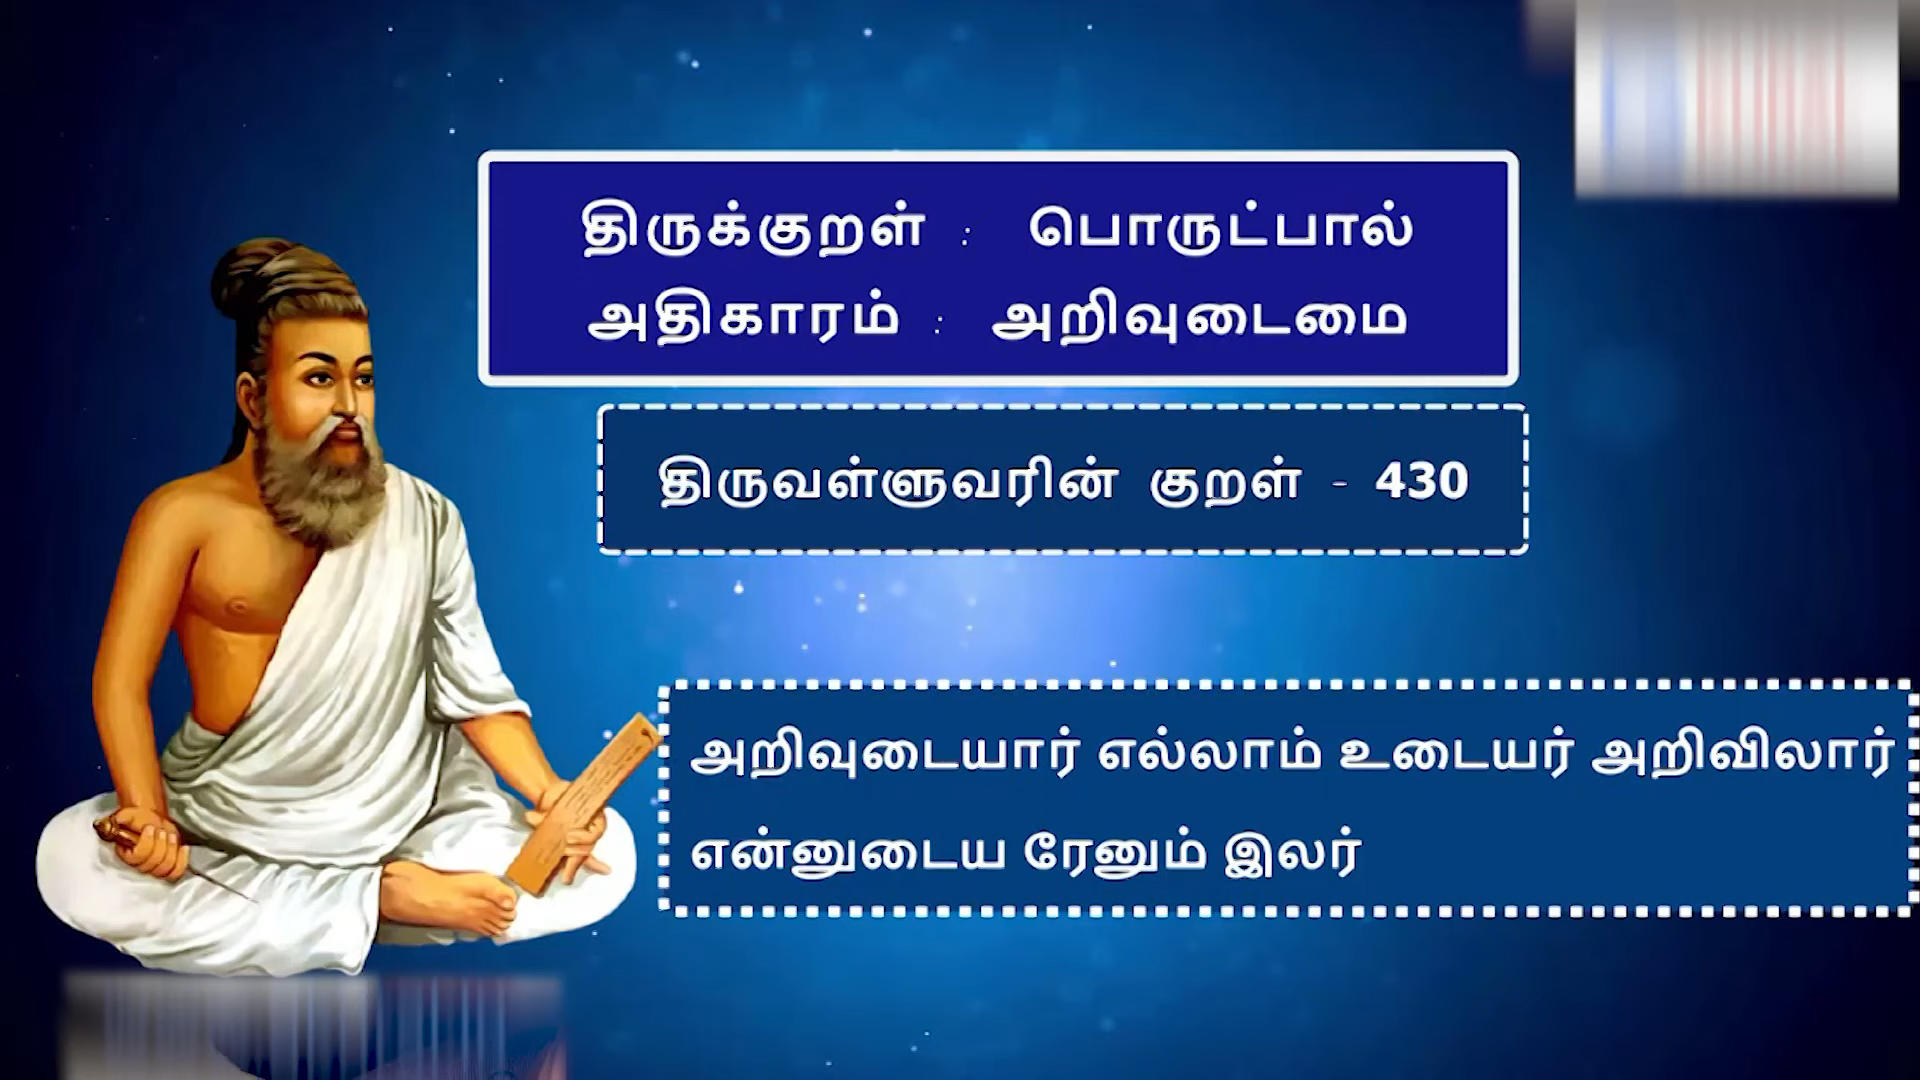 திருக்குறள் : பொருட்பால்
அதிகாரம் : அறிவுடைமை
திருவள்ளுவரின் குறள் - 430
அறிவுடையார் எல்லாம் உடையர் அறிவிலார்
என்னுடைய ரேனும் இலர்